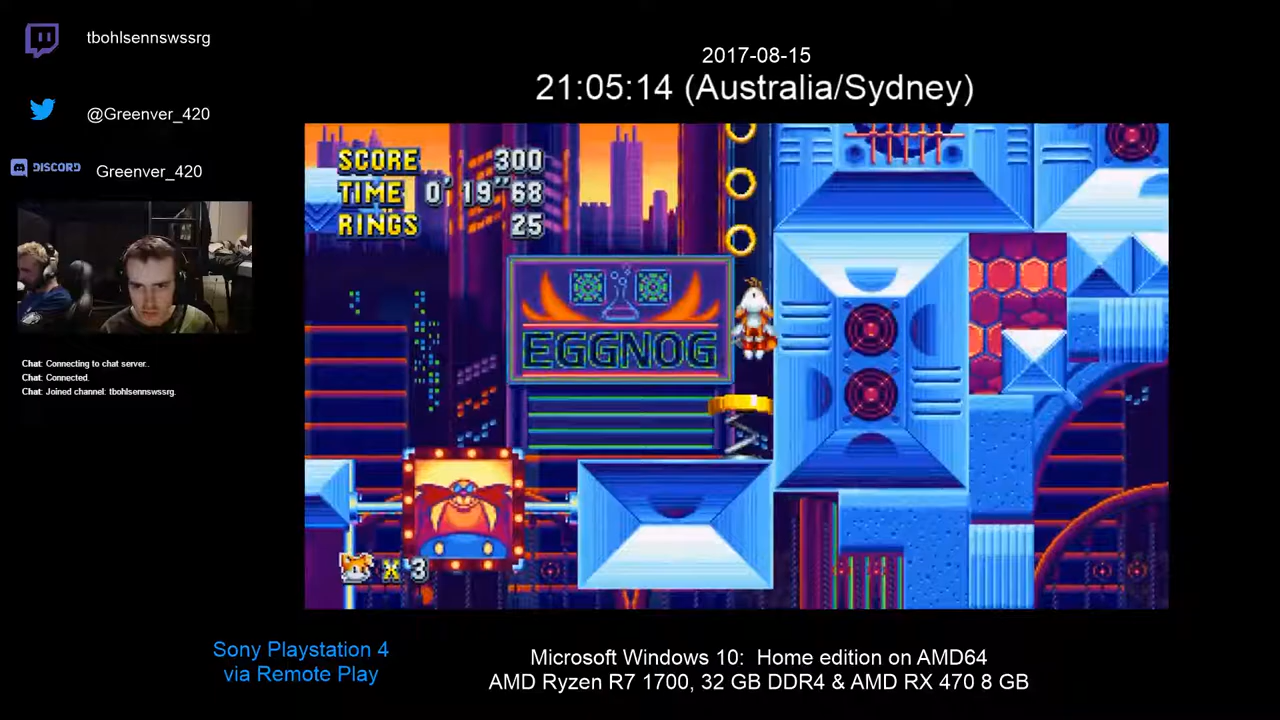 tbohlsennswssrg
@Greenver_420
DISCORD
Greenver_420
Chat: Connecting to chat server..
Chat: Connected.
Chat: Joined channel: tbohlsennswssrg.
2017-08-15
21:05:14 (Australia/Sydney)
SCORE 300
TIME 0'19"68
RINGS 25
EGGNOG
X 3
Sony Playstation 4
via Remote Play
Microsoft Windows 10: Home edition on AMD64
AMD Ryzen R7 1700, 32 GB DDR4 & AMD RX 470 8 GB